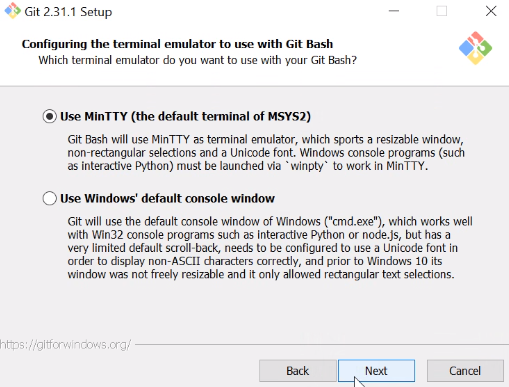 Git 2.31.1 Setup
Configuring the terminal emulator to use with Git Bash
Which terminal emulator do you want to use with your Git Bash?
Use MinTTY (the default terminal of MSYS2)
Git Bash will use MinTTY as terminal emulator, which sports a resizable window,
non-rectangular selections and a Unicode font. Windows console programs (such
as interactive Python) must be launched via `winpty` to work in MinTTY.
Use Windows' default console window
Git will use the default console window of Windows ("cmd.exe"), which works well
with Win32 console programs such as interactive Python or node.js, but has a
very limited default scroll-back, needs to be configured to use a Unicode font in
order to display non-ASCII characters correctly, and prior to Windows 10 its
window was not freely resizable and it only allowed rectangular text selections.
https://gitforwindows.org/
Back
Next
Cancel